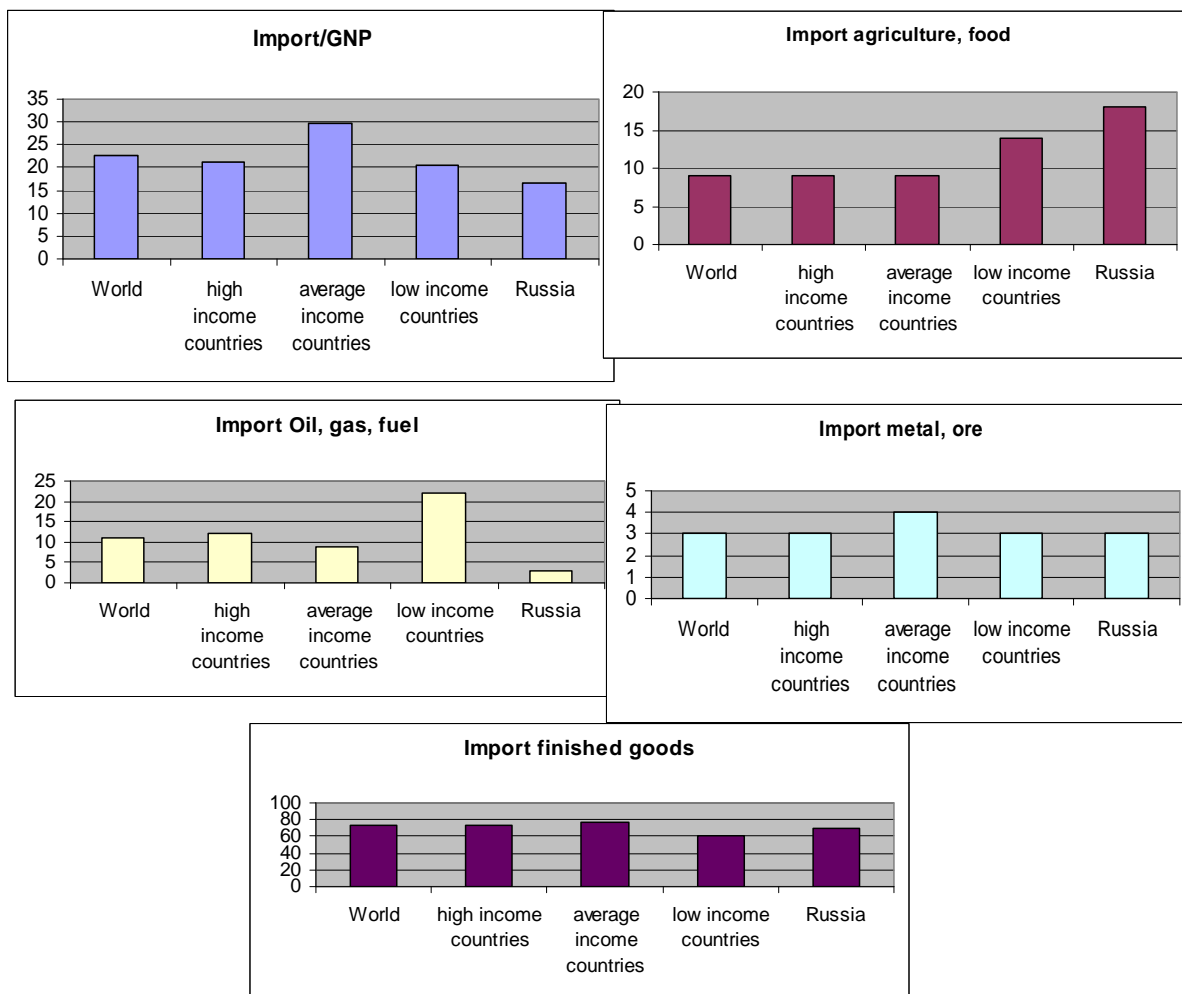 Import/GNP
35
30
25
20
15
10
5
0
World
high
income
countries
average
income
countries
low income
countries
Russia
Import agriculture, food
20
15
10
5
0
World
high
income
countries
average
income
countries
low income
countries
Russia
Import Oil, gas, fuel
25
20
15
10
5
0
World
high
income
countries
average
income
countries
low income
countries
Russia
Import metal, ore
5
4
3
2
1
0
World
high
income
countries
average
income
countries
low income
countries
Russia
Import finished goods
100
80
60
40
20
0
World
high income
countries
average
income
countries
low income
countries
Russia